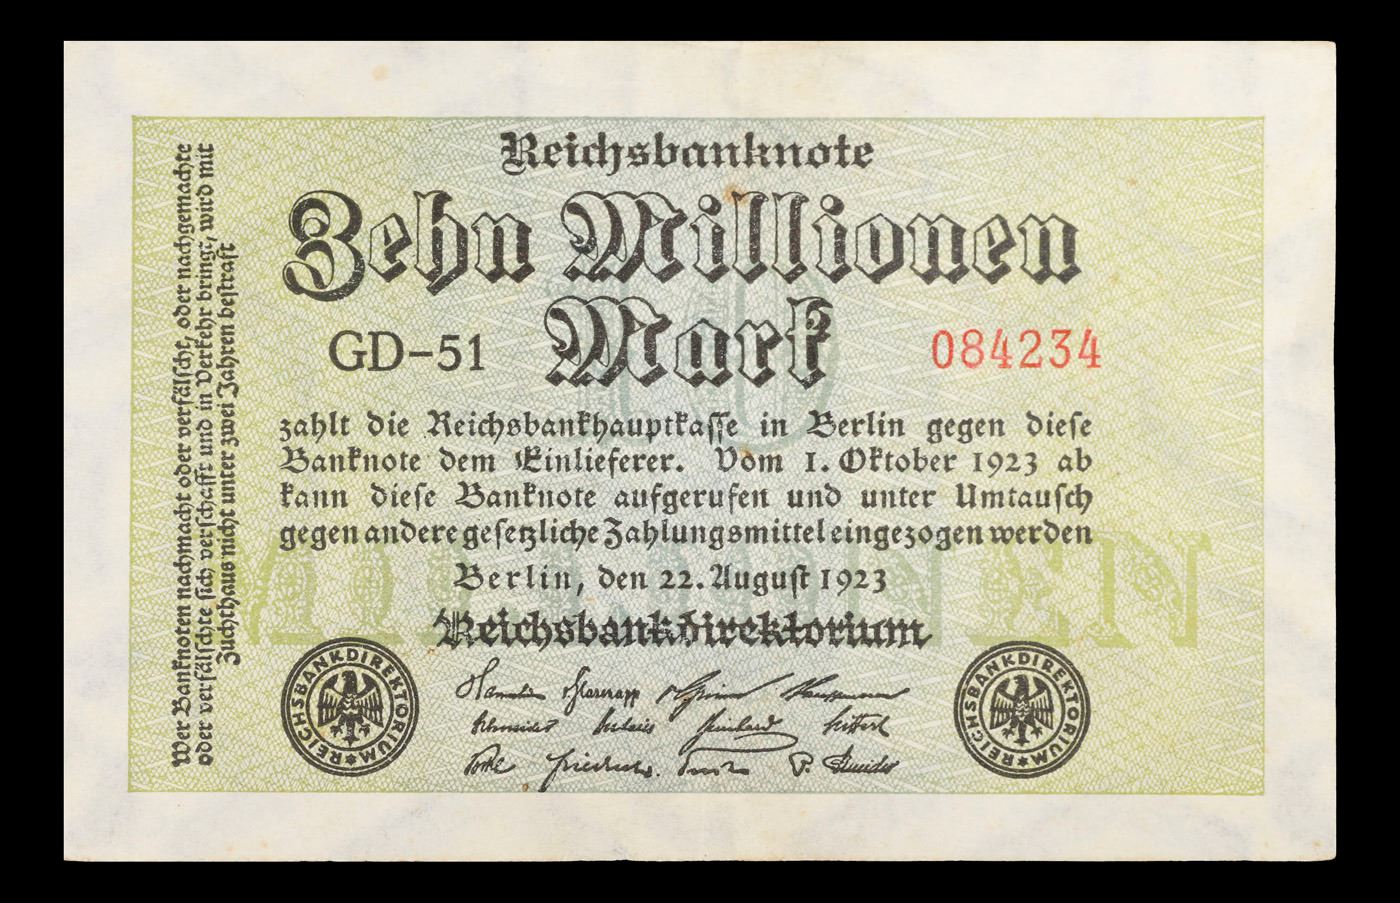 Reichsbanknote
Zehn Millionen
Mark
GD-51
084234
zahlt die Reichsbankhauptkasse in Berlin gegen diese
Banknote dem Einlieferer. Vom 1. Oktober 1923 ab
kann diese Banknote aufgerufen und unter Umtausch
gegen andere gesetzliche Zahlungsmittel eingezogen werden
Berlin, den 22. August 1923
Reichsbankdirektorium
REICHSBANKDIREKTORIUM
REICHSBANKDIREKTORIUM
Wer Banknoten nachmacht oder verfälscht, oder nachgemachte
oder verfälschte sich verschafft und in Verkehr bringt, wird mit
Zuchthaus nicht unter zwei Jahren bestraft
10